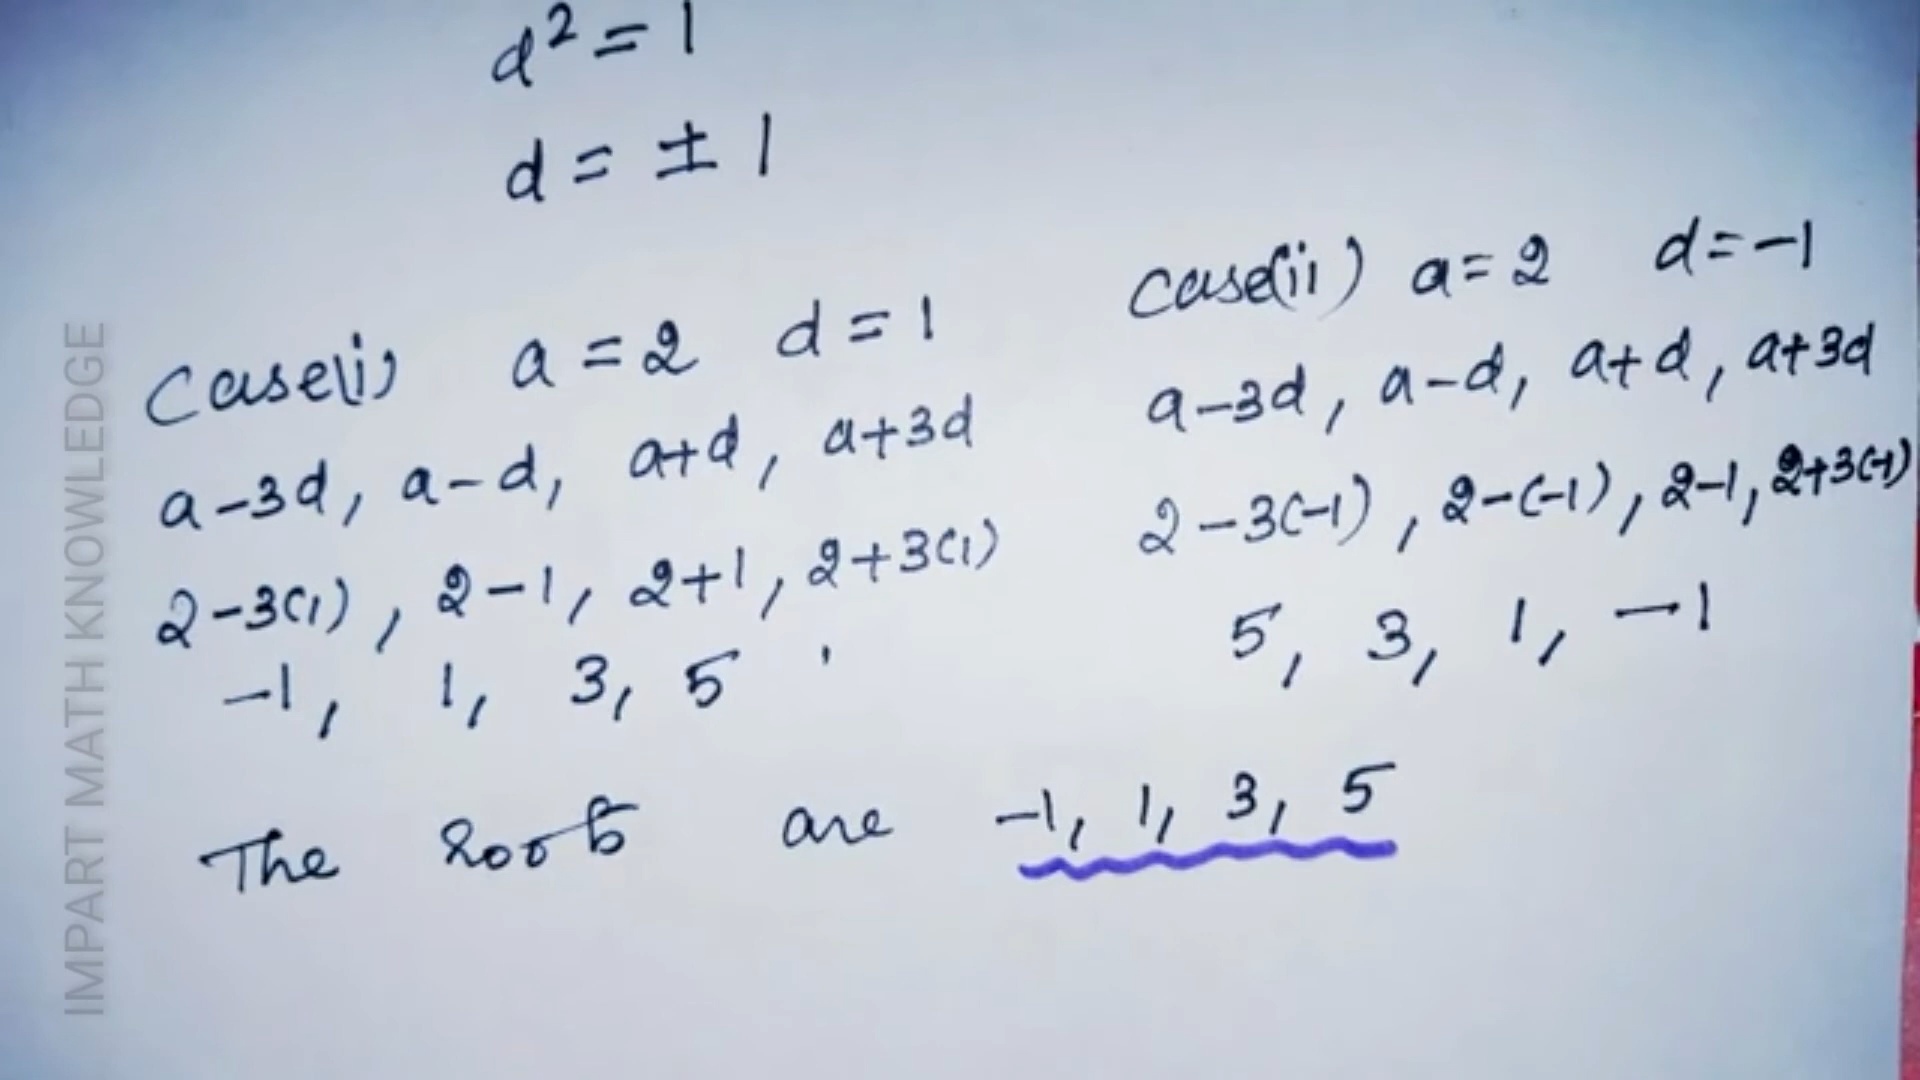 d² = 1
d = ± 1
Case(i) a = 2 d = 1
a-3d, a-d, a+d, a+3d
2-3(1), 2-1, 2+1, 2+3(1)
-1, 1, 3, 5
Case(ii) a = 2 d = -1
a-3d, a-d, a+d, a+3d
2-3(-1), 2-(-1), 2-1, 2+3(-1)
5, 3, 1, -1
The roots are -1, 1, 3, 5
IMPART MATH KNOWLEDGE